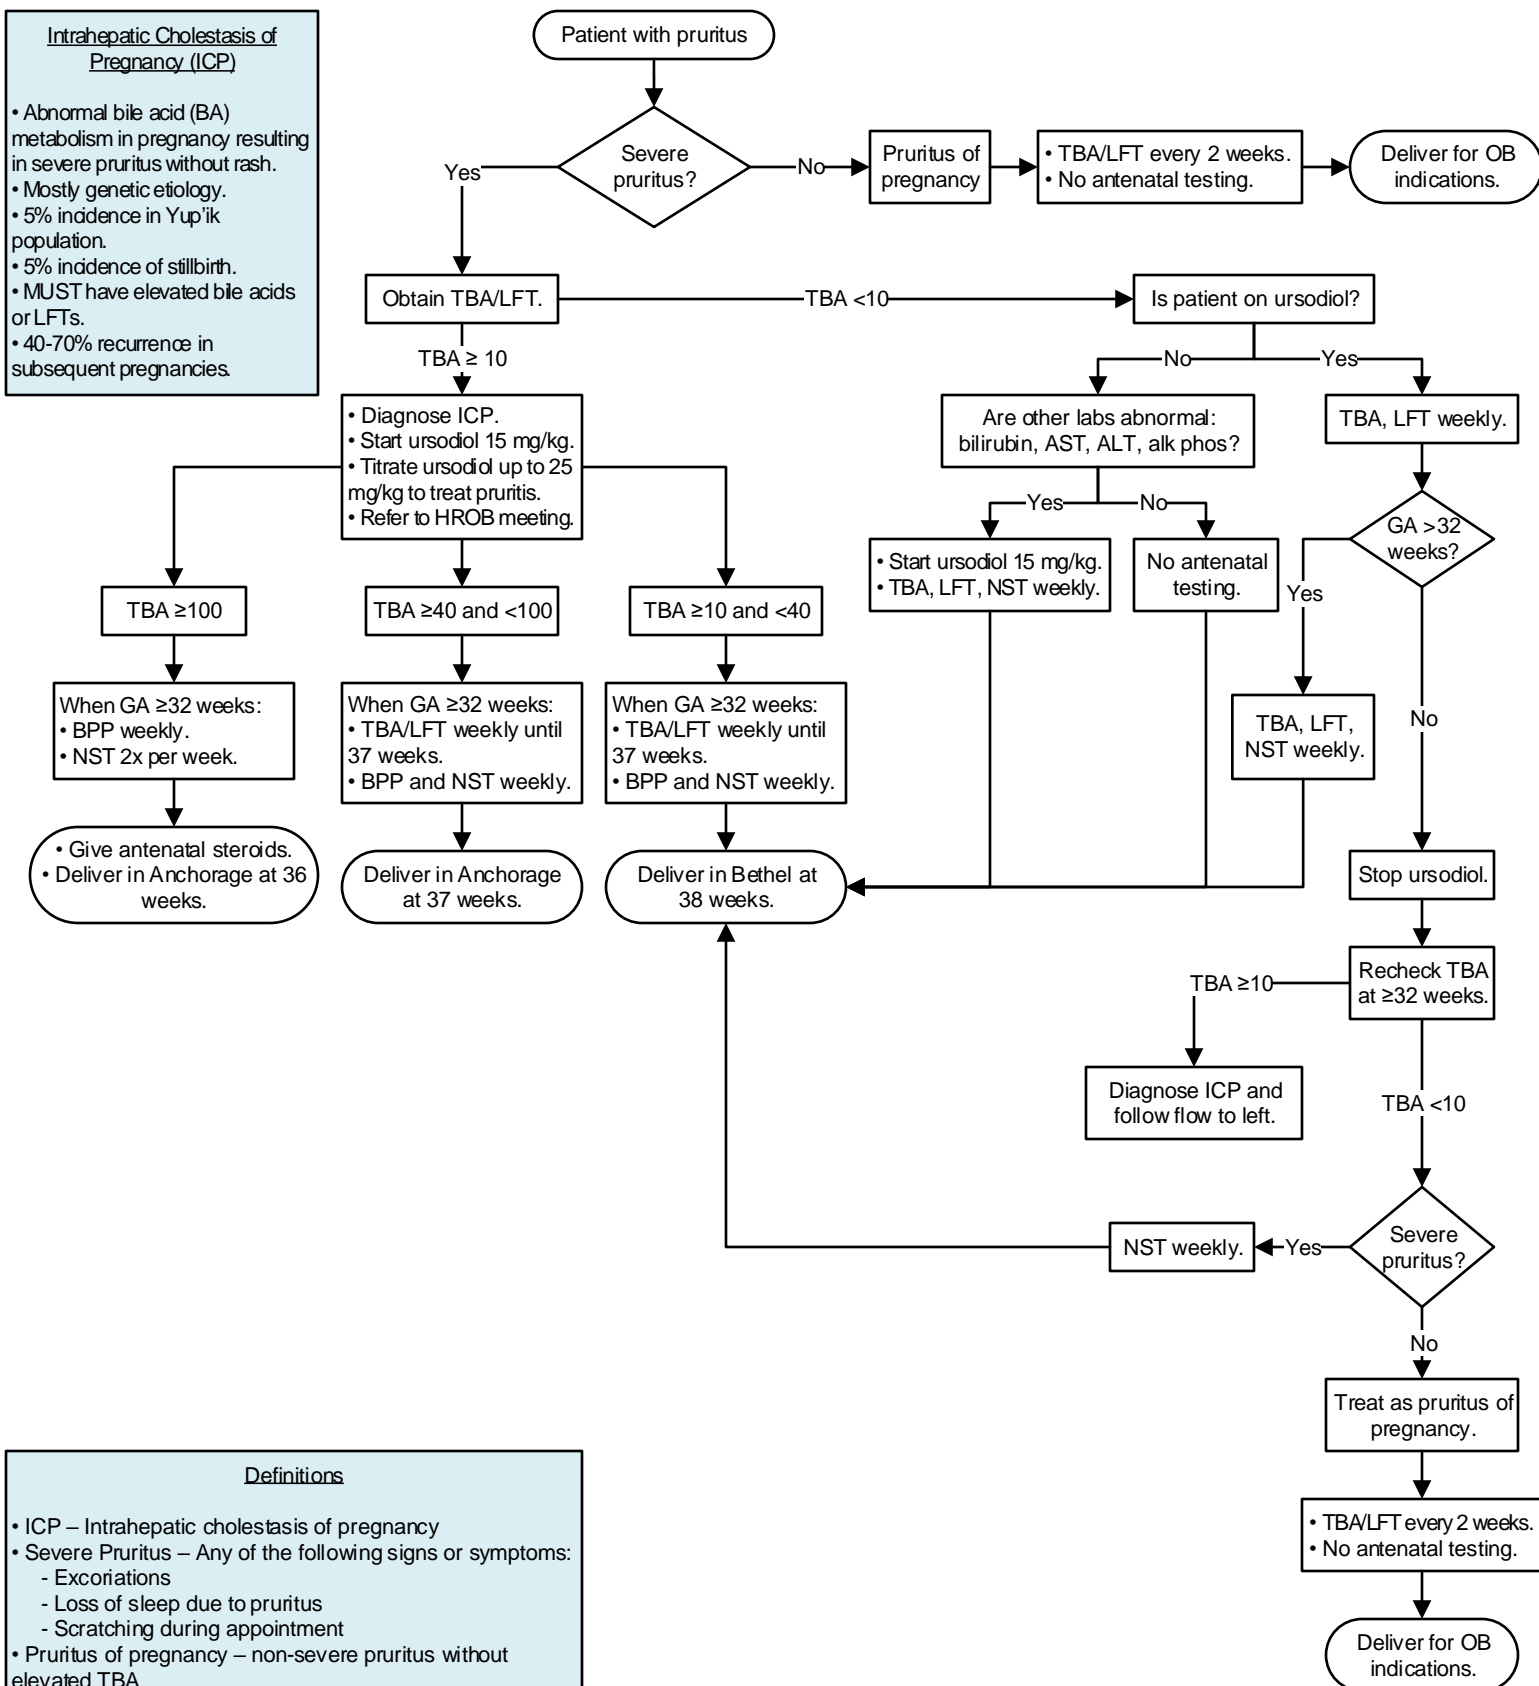 Intrahepatic Cholestasis of
Pregnancy (ICP)
• Abnormal bile acid (BA)
metabolism in pregnancy resulting
in severe pruritus without rash.
• Mostly genetic etiology.
• 5% incidence in Yup'ik
population.
• 5% incidence of stillbirth.
• MUST have elevated bile acids
or LFTs.
• 40-70% recurrence in
subsequent pregnancies.
Patient with pruritus
Severe
pruritus?
Yes
No
Pruritus of
pregnancy
• TBA/LFT every 2 weeks.
• No antenatal testing.
Deliver for OB
indications.
Obtain TBA/LFT.
TBA <10
Is patient on ursodiol?
TBA ≥ 10
No
Yes
• Diagnose ICP.
• Start ursodiol 15 mg/kg.
• Titrate ursodiol up to 25
mg/kg to treat pruritis.
• Refer to HROB meeting.
Are other labs abnormal:
bilirubin, AST, ALT, alk phos?
TBA, LFT weekly.
Yes
No
GA >32
weeks?
• Start ursodiol 15 mg/kg.
• TBA, LFT, NST weekly.
No antenatal
testing.
Yes
No
TBA ≥100
TBA ≥40 and <100
TBA ≥10 and <40
When GA ≥32 weeks:
• BPP weekly.
• NST 2x per week.
When GA ≥32 weeks:
• TBA/LFT weekly until
37 weeks.
• BPP and NST weekly.
When GA ≥32 weeks:
• TBA/LFT weekly until
37 weeks.
• BPP and NST weekly.
TBA, LFT,
NST weekly.
• Give antenatal steroids.
• Deliver in Anchorage at 36
weeks.
Deliver in Anchorage
at 37 weeks.
Deliver in Bethel at
38 weeks.
Stop ursodiol.
Recheck TBA
at ≥32 weeks.
TBA ≥10
Diagnose ICP and
follow flow to left.
TBA <10
Severe
pruritus?
Yes
NST weekly.
No
Treat as pruritus of
pregnancy.
• TBA/LFT every 2 weeks.
• No antenatal testing.
Deliver for OB
indications.
Definitions
• ICP – Intrahepatic cholestasis of pregnancy
• Severe Pruritus – Any of the following signs or symptoms:
- Excoriations
- Loss of sleep due to pruritus
- Scratching during appointment
• Pruritus of pregnancy – non-severe pruritus without
elevated TBA